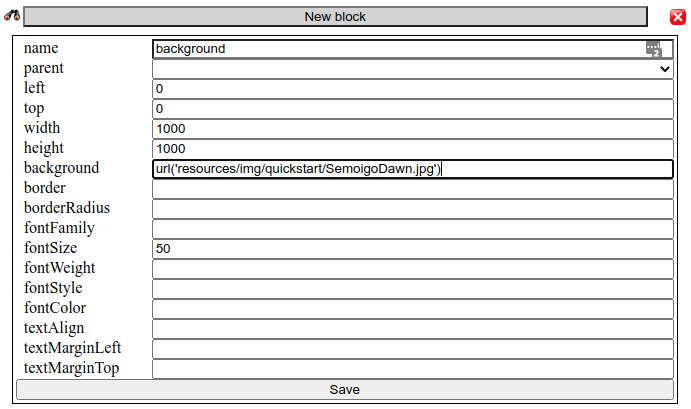 New block
name background 2
parent
left 0
top 0
width 1000
height 1000
background url('resources/img/quickstart/SemoigoDawn.jpg')
border
borderRadius
fontFamily
fontSize 50
fontWeight
fontStyle
fontColor
textAlign
textMarginLeft
textMarginTop
Save